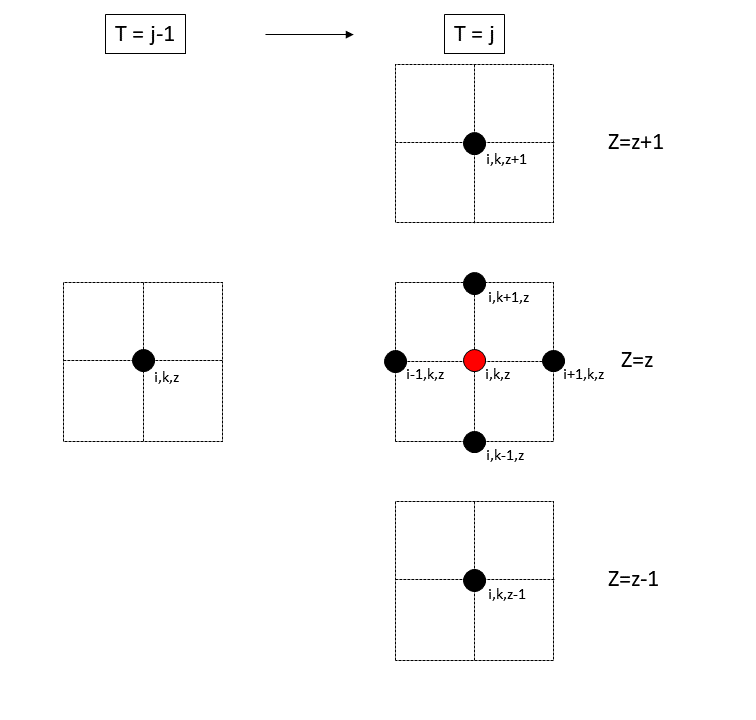 T = j-1
T = j
i,k,z+1
Z=z+1
i,k+1,z
i,k,z
i-1,k,z
i,k,z
i+1,k,z
Z=z
i,k-1,z
i,k,z-1
Z=z-1